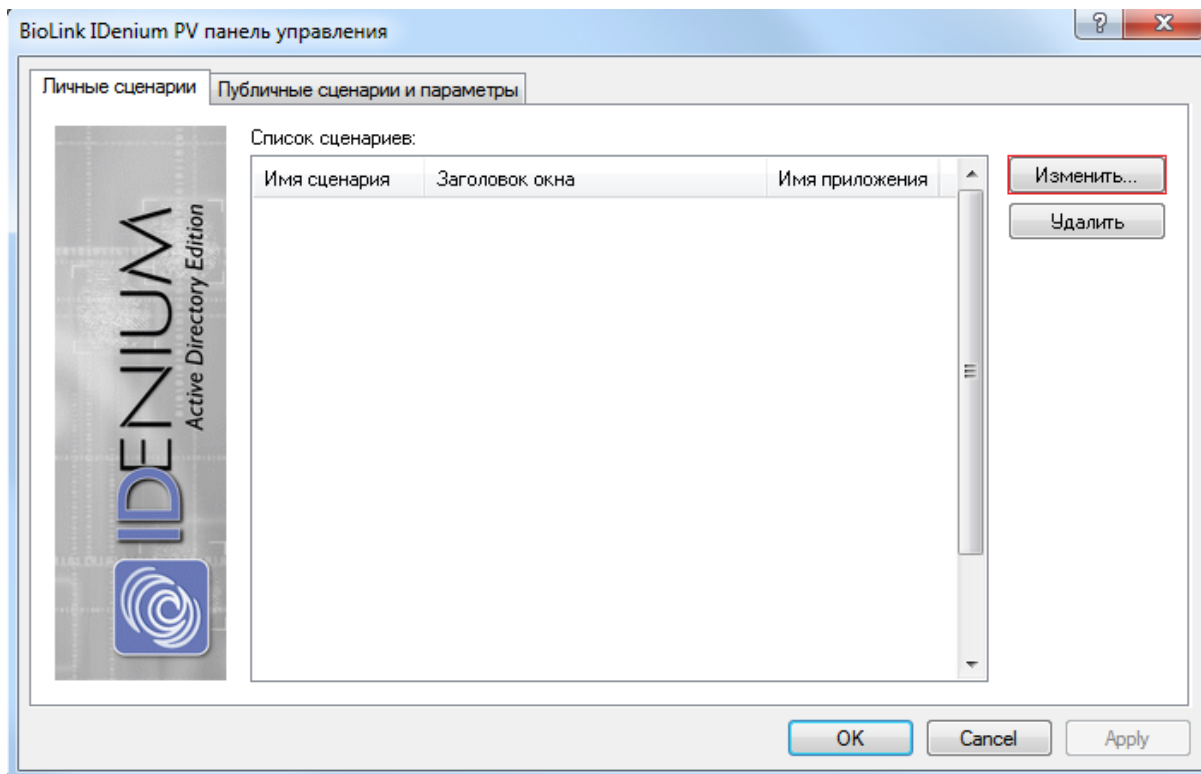 BioLink IDenium PV панель управления
Личные сценарии
Публичные сценарии и параметры
Список сценариев:
Имя сценария Заголовок окна Имя приложения
Изменить...
Удалить
IDENIUM
Active Directory Edition
OK Cancel Apply